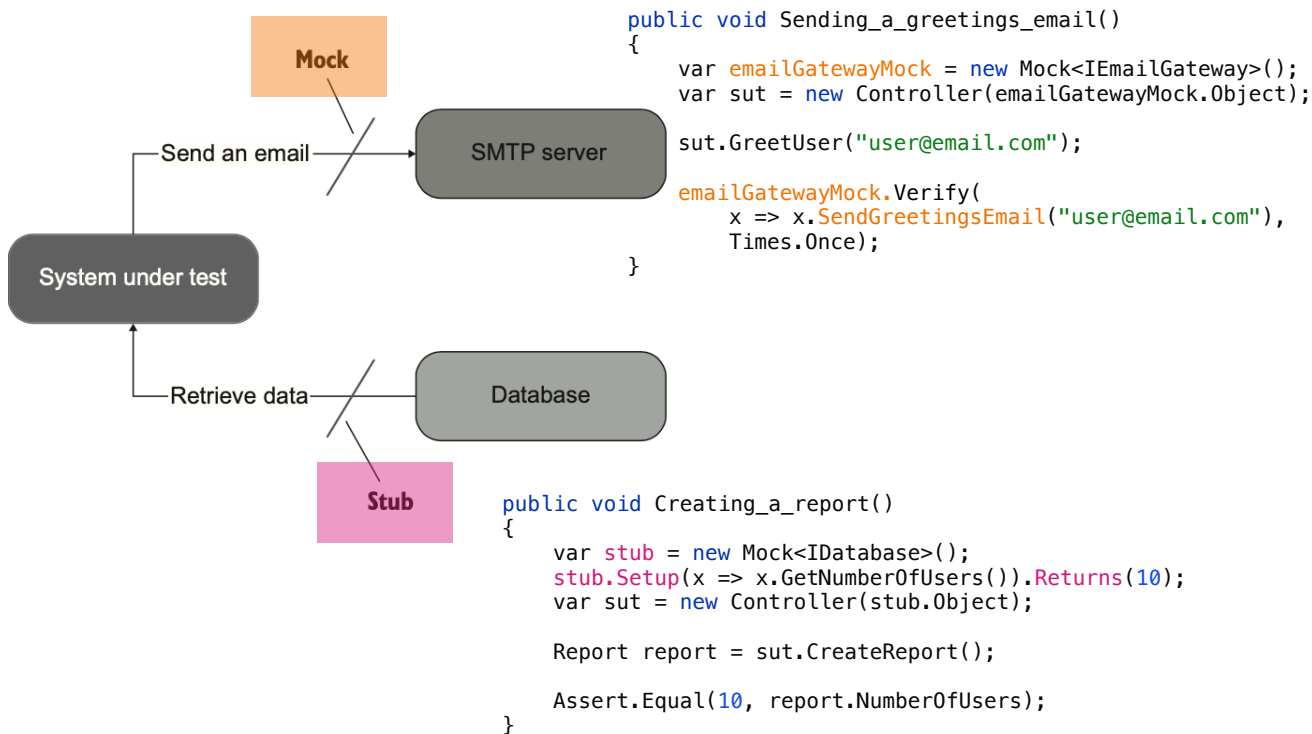 Mock
Send an email
SMTP server
System under test
Retrieve data
Database
Stub
public void Sending_a_greetings_email()
{
    var emailGatewayMock = new Mock<IEmailGateway>();
    var sut = new Controller(emailGatewayMock.Object);

    sut.GreetUser("user@email.com");

    emailGatewayMock.Verify(
        x => x.SendGreetingsEmail("user@email.com"),
        Times.Once);
}
public void Creating_a_report()
{
    var stub = new Mock<IDatabase>();
    stub.Setup(x => x.GetNumberOfUsers()).Returns(10);
    var sut = new Controller(stub.Object);

    Report report = sut.CreateReport();

    Assert.Equal(10, report.NumberOfUsers);
}